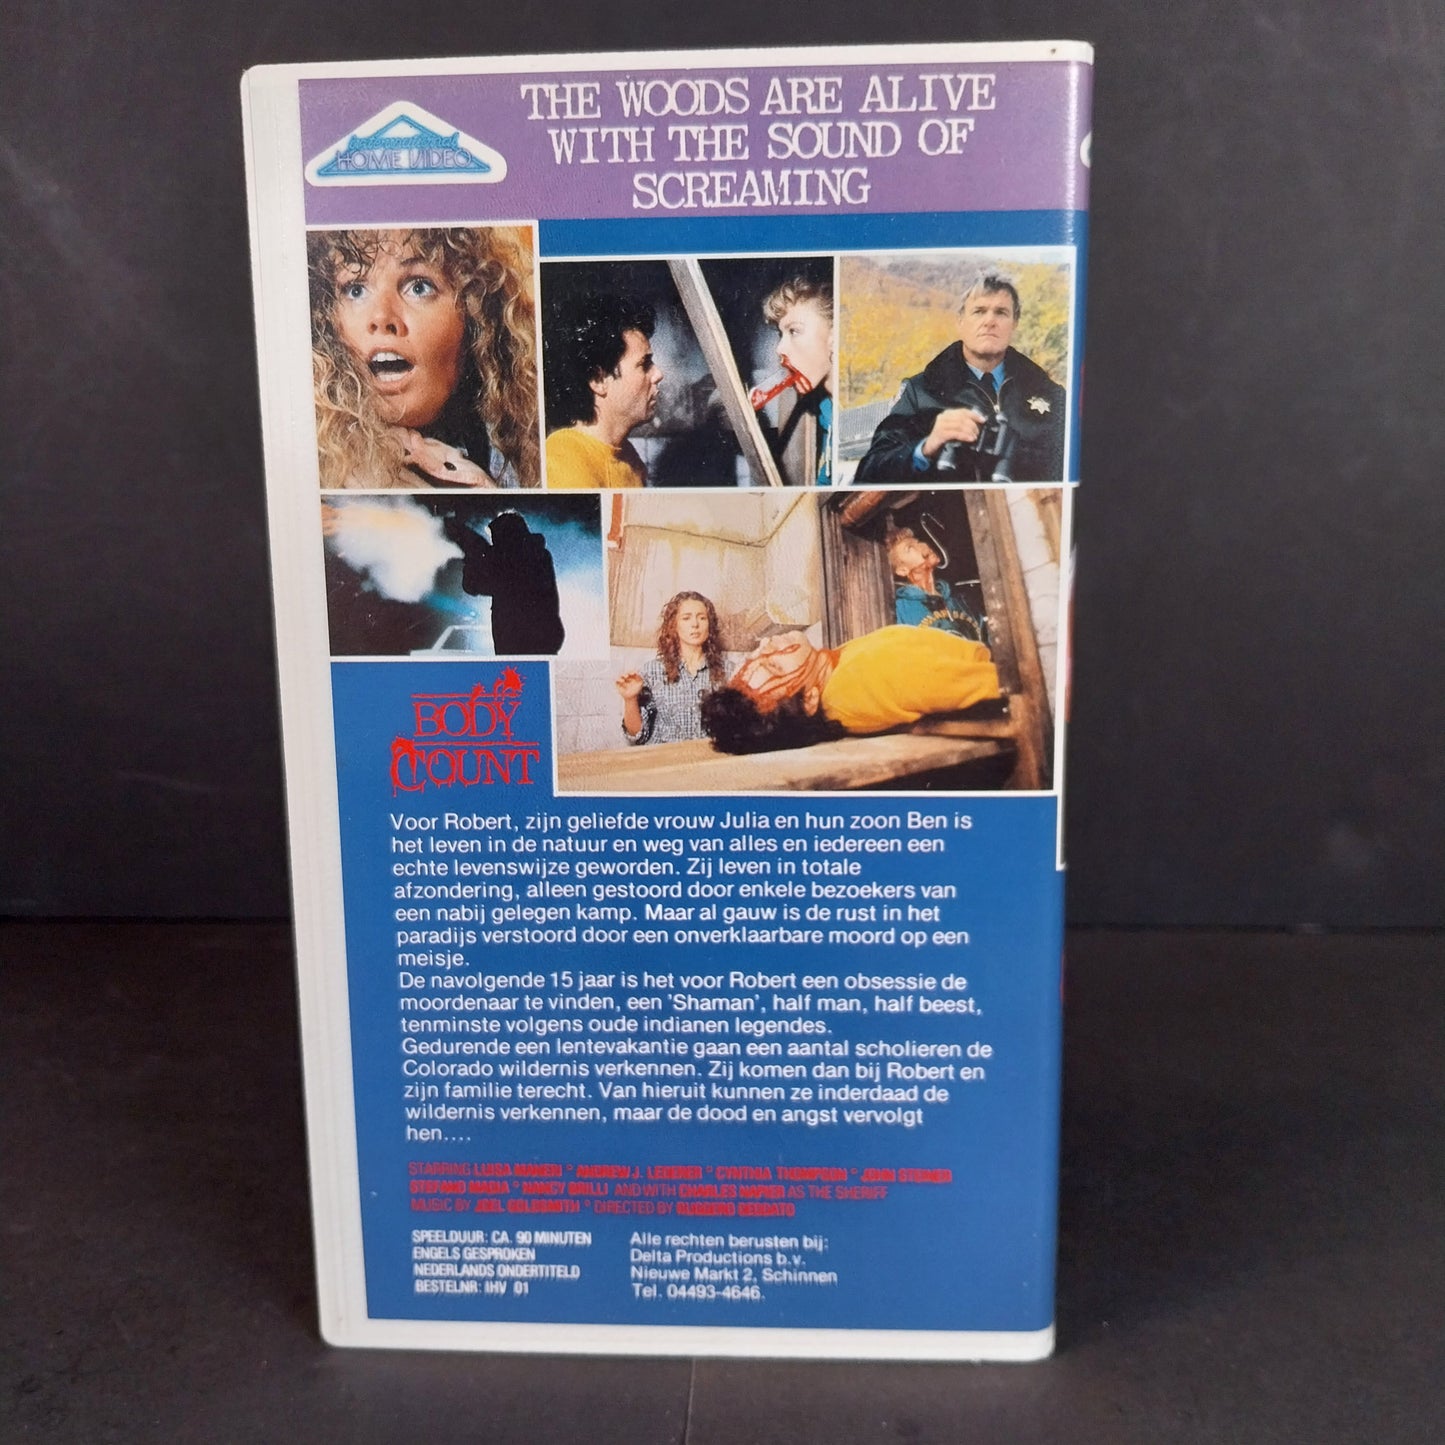 International
HOME VIDEO
THE WOODS ARE ALIVE
WITH THE SOUND OF
SCREAMING
BODY
COUNT
Voor Robert, zijn geliefde vrouw Julia en hun zoon Ben is
het leven in de natuur en weg van alles en iedereen een
echte levenswijze geworden. Zij leven in totale
afzondering, alleen gestoord door enkele bezoekers van
een nabij gelegen kamp. Maar al gauw is de rust in het
paradijs verstoord door een onverklaarbare moord op een
meisje.
De navolgende 15 jaar is het voor Robert een obsessie de
moordenaar te vinden, een 'Shaman', half man, half beest,
tenminste volgens oude indianen legendes.
Gedurende een lentevakantie gaan een aantal scholieren de
Colorado wildernis verkennen. Zij komen dan bij Robert en
zijn familie terecht. Van hieruit kunnen ze inderdaad de
wildernis verkennen, maar de dood en angst vervolgt
hen....
STARRING LUISA MANERI ° ANDREW J. LEDERER ° CYNTHIA THOMPSON ° JOHN STEINER
STEFANO MADIA ° NANCY BRILLI AND WITH CHARLES NAPIER AS THE SHERIFF
MUSIC BY JOEL GOLDSMITH ° DIRECTED BY RUGGERO DEODATO
SPEELDUUR: CA. 90 MINUTEN
ENGELS GESPROKEN
NEDERLANDS ONDERTITELD
BESTELNR: IHV 01
Alle rechten berusten bij:
Delta Productions b.v.
Nieuwe Markt 2, Schinnen
Tel. 04493-4646.